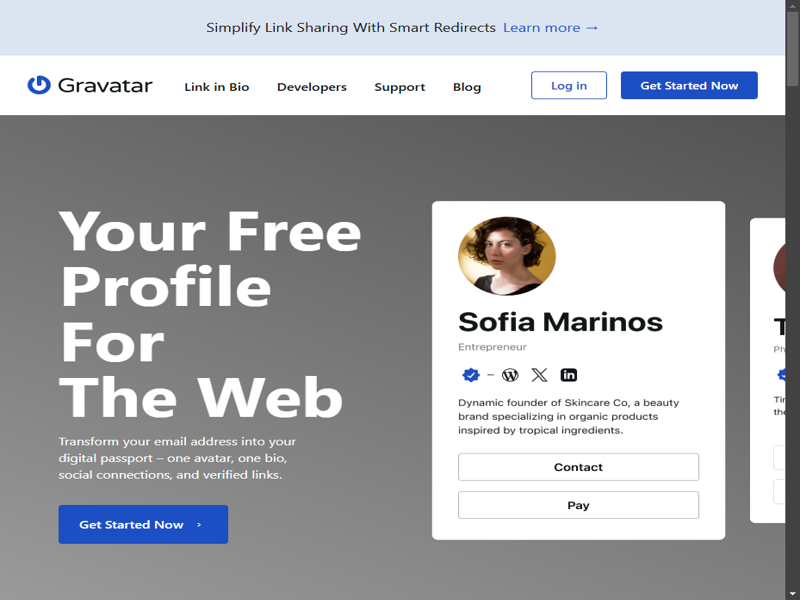 Simplify Link Sharing With Smart Redirects Learn more →
Gravatar
Link in Bio
Developers
Support
Blog
Log in
Get Started Now
Your Free
Profile
For
The Web
Transform your email address into your
digital passport – one avatar, one bio,
social connections, and verified links.
Get Started Now >
Sofia Marinos
Entrepreneur
Dynamic founder of Skincare Co, a beauty
brand specializing in organic products
inspired by tropical ingredients.
Contact
Pay